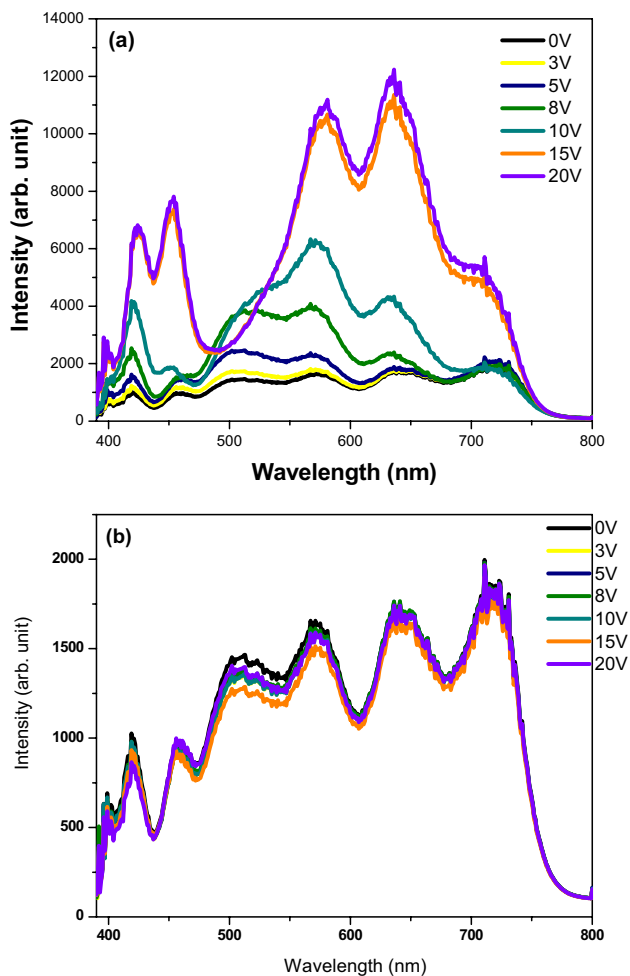 (a)
0V
3V
5V
8V
10V
15V
20V
14000
12000
10000
8000
6000
4000
2000
0
Intensity (arb. unit)
400 500 600 700 800
Wavelength (nm)
(b)
0V
3V
5V
8V
10V
15V
20V
2000
1500
1000
500
0
Intensity (arb. unit)
400 500 600 700 800
Wavelength (nm)